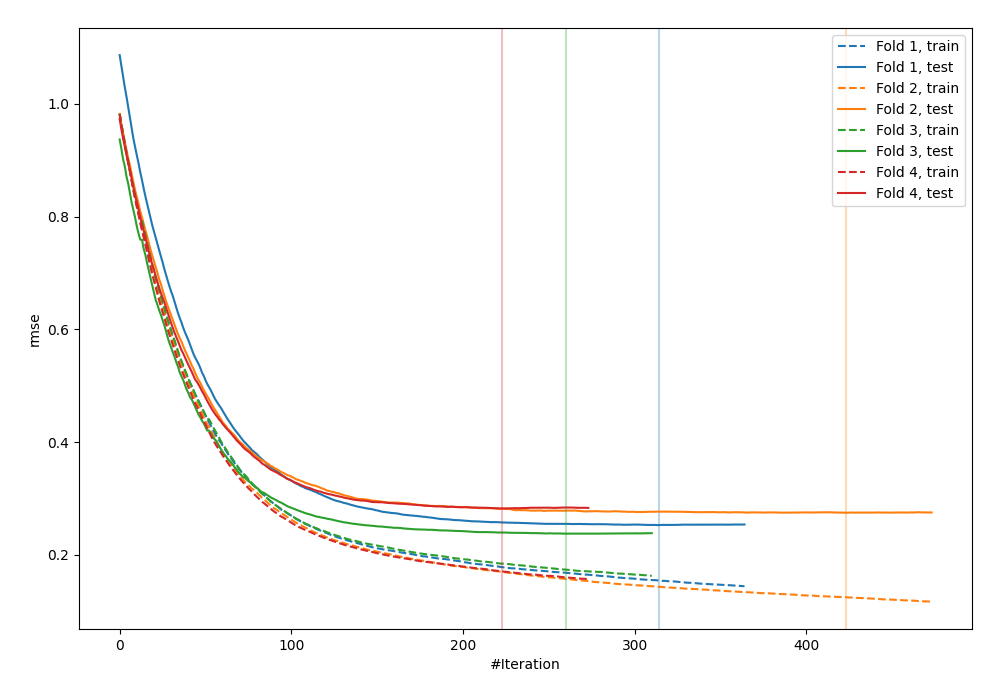 Fold 1, train
Fold 1, test
Fold 2, train
Fold 2, test
Fold 3, train
Fold 3, test
Fold 4, train
Fold 4, test
1.0
0.8
0.6
0.4
0.2
rmse
0 100 200 300 400
#Iteration